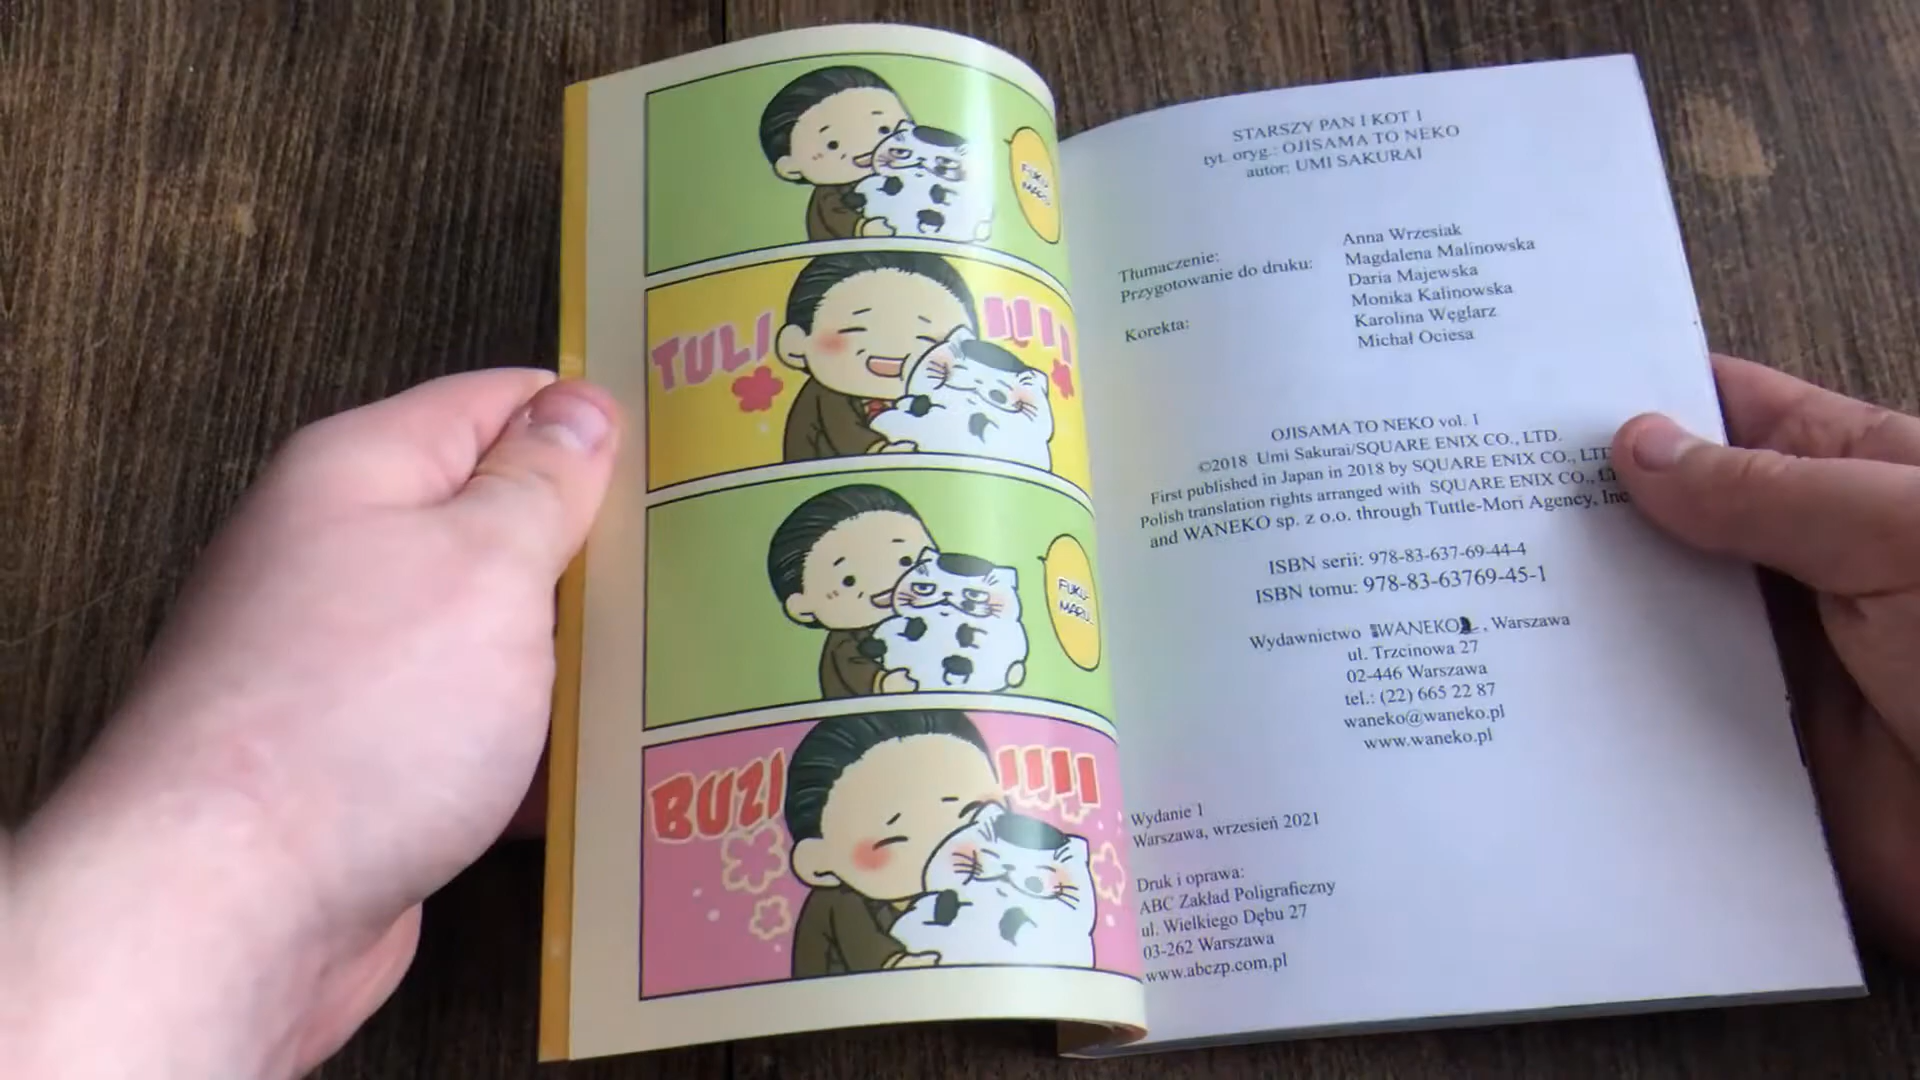 FUKU-
MARU
TULI
IIII
FUKU-
MARU...
BUZI
IIIII
STARSZY PAN I KOT 1
tyt. oryg.: OJISAMA TO NEKO
autor: UMI SAKURAI
Tłumaczenie: Anna Wrzesiak
Przygotowanie do druku: Magdalena Malinowska
Daria Majewska
Monika Kalinowska
Korekta: Karolina Węglarz
Michał Ociesa
OJISAMA TO NEKO vol. 1
©2018 Umi Sakurai/SQUARE ENIX CO., LTD.
First published in Japan in 2018 by SQUARE ENIX CO., LTD
Polish translation rights arranged with SQUARE ENIX CO.,
and WANEKO sp. z o.o. through Tuttle-Mori Agency, Inc
ISBN serii: 978-83-637-69-44-4
ISBN tomu: 978-83-63769-45-1
Wydawnictwo WANEKO, Warszawa
ul. Trzcinowa 27
02-446 Warszawa
tel.: (22) 665 22 87
waneko@waneko.pl
www.waneko.pl
Wydanie 1
Warszawa, wrzesień 2021
Druk i oprawa:
ABC Zakład Poligraficzny
ul. Wielkiego Dębu 27
03-262 Warszawa
www.abczp.com.pl